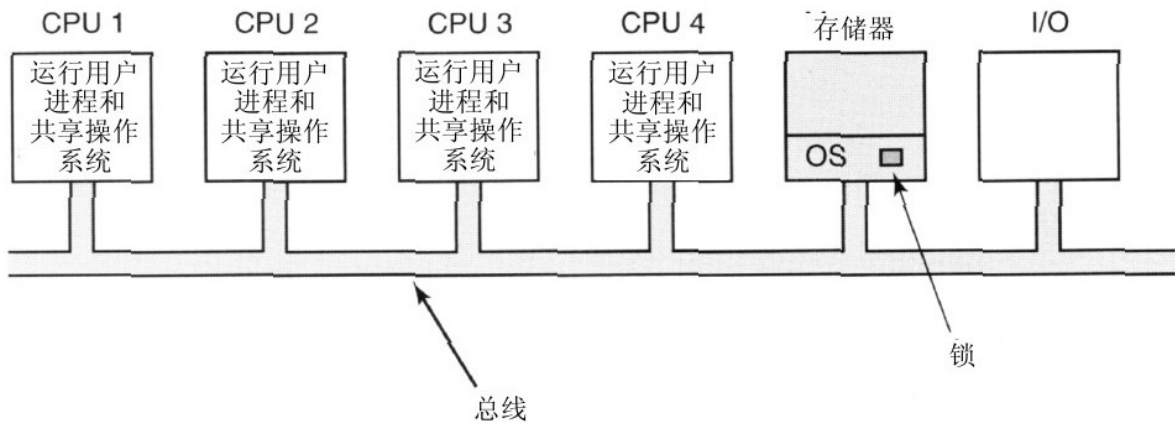 CPU 1
CPU 2
CPU 3
CPU 4
存储器
I/O
运行用户
进程和
共享操作
系统
运行用户
进程和
共享操作
系统
运行用户
进程和
共享操作
系统
运行用户
进程和
共享操作
系统
OS
锁
总线